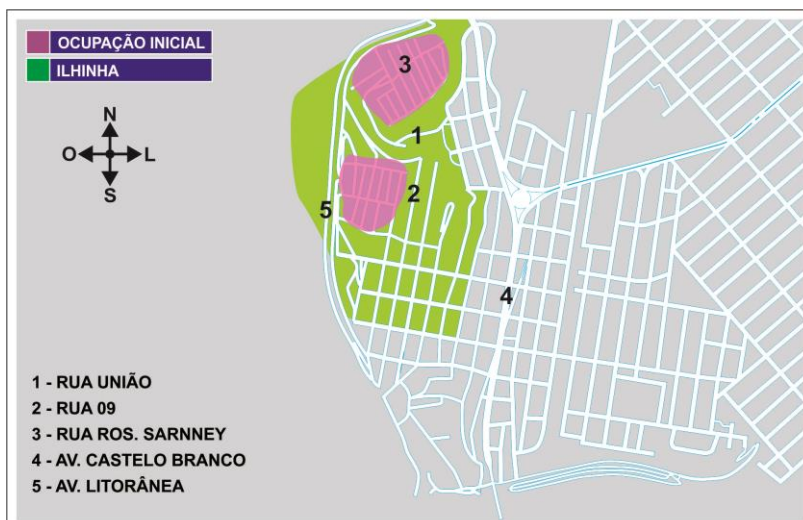 OCUPAÇÃO INICIAL
ILHINHA
N
O L
S
3
1
2
5
4
1 - RUA UNIÃO
2 - RUA 09
3 - RUA ROS. SARNNEY
4 - AV. CASTELO BRANCO
5 - AV. LITORÂNEA